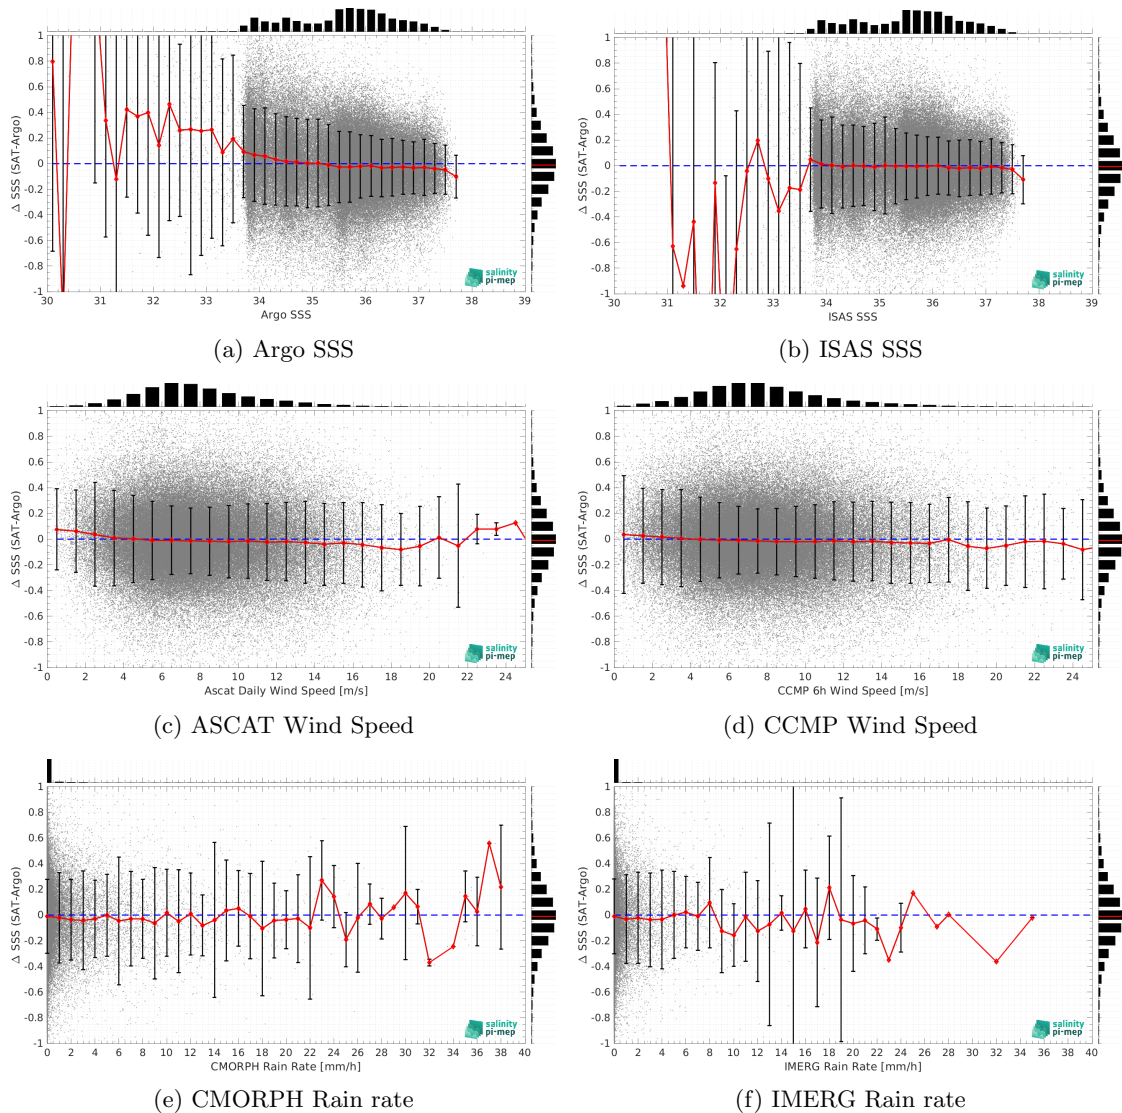 1
0.8
0.6
0.4
0.2
0
-0.2
-0.4
-0.6
-0.8
-1
Δ SSS (SAT-Argo)
30 31 32 33 34 35 36 37 38 39
Argo SSS
salinity
pi-mep
(a) Argo SSS
1
0.8
0.6
0.4
0.2
0
-0.2
-0.4
-0.6
-0.8
-1
Δ SSS (SAT-Argo)
30 31 32 33 34 35 36 37 38 39
ISAS SSS
salinity
pi-mep
(b) ISAS SSS
1
0.8
0.6
0.4
0.2
0
-0.2
-0.4
-0.6
-0.8
-1
Δ SSS (SAT-Argo)
0 2 4 6 8 10 12 14 16 18 20 22 24
Ascat Daily Wind Speed [m/s]
salinity
pi-mep
(c) ASCAT Wind Speed
1
0.8
0.6
0.4
0.2
0
-0.2
-0.4
-0.6
-0.8
-1
Δ SSS (SAT-Argo)
0 2 4 6 8 10 12 14 16 18 20 22 24
CCMP 6h Wind Speed [m/s]
salinity
pi-mep
(d) CCMP Wind Speed
1
0.8
0.6
0.4
0.2
0
-0.2
-0.4
-0.6
-0.8
-1
Δ SSS (SAT-Argo)
0 2 4 6 8 10 12 14 16 18 20 22 24 26 28 30 32 34 36 38 40
CMORPH Rain Rate [mm/h]
salinity
pi-mep
(e) CMORPH Rain rate
1
0.8
0.6
0.4
0.2
0
-0.2
-0.4
-0.6
-0.8
-1
Δ SSS (SAT-Argo)
0 2 4 6 8 10 12 14 16 18 20 22 24 26 28 30 32 34 36 38 40
IMERG Rain Rate [mm/h]
salinity
pi-mep
(f) IMERG Rain rate